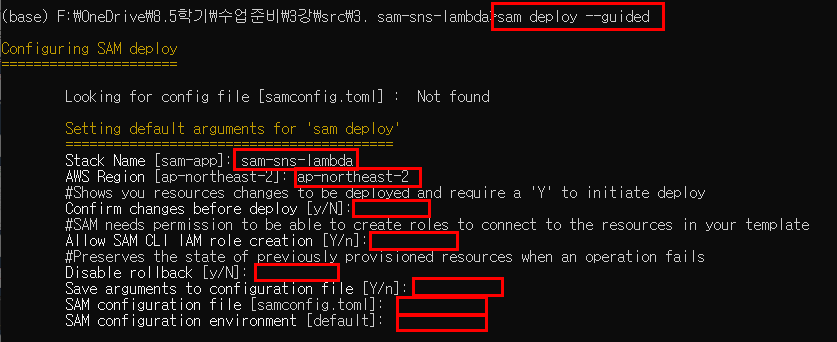 (base) F:₩OneDrive₩8.5학기₩수업준비₩3강₩src₩3. sam-sns-lambda>sam deploy --guided
Configuring SAM deploy
======================
Looking for config file [samconfig.toml] :  Not found
Setting default arguments for 'sam deploy'
=========================================
Stack Name [sam-app]: sam-sns-lambda
AWS Region [ap-northeast-2]: ap-northeast-2
#Shows you resources changes to be deployed and require a 'Y' to initiate deploy
Confirm changes before deploy [y/N]:
#SAM needs permission to be able to create roles to connect to the resources in your template
Allow SAM CLI IAM role creation [Y/n]:
#Preserves the state of previously provisioned resources when an operation fails
Disable rollback [y/N]:
Save arguments to configuration file [Y/n]:
SAM configuration file [samconfig.toml]:
SAM configuration environment [default]: